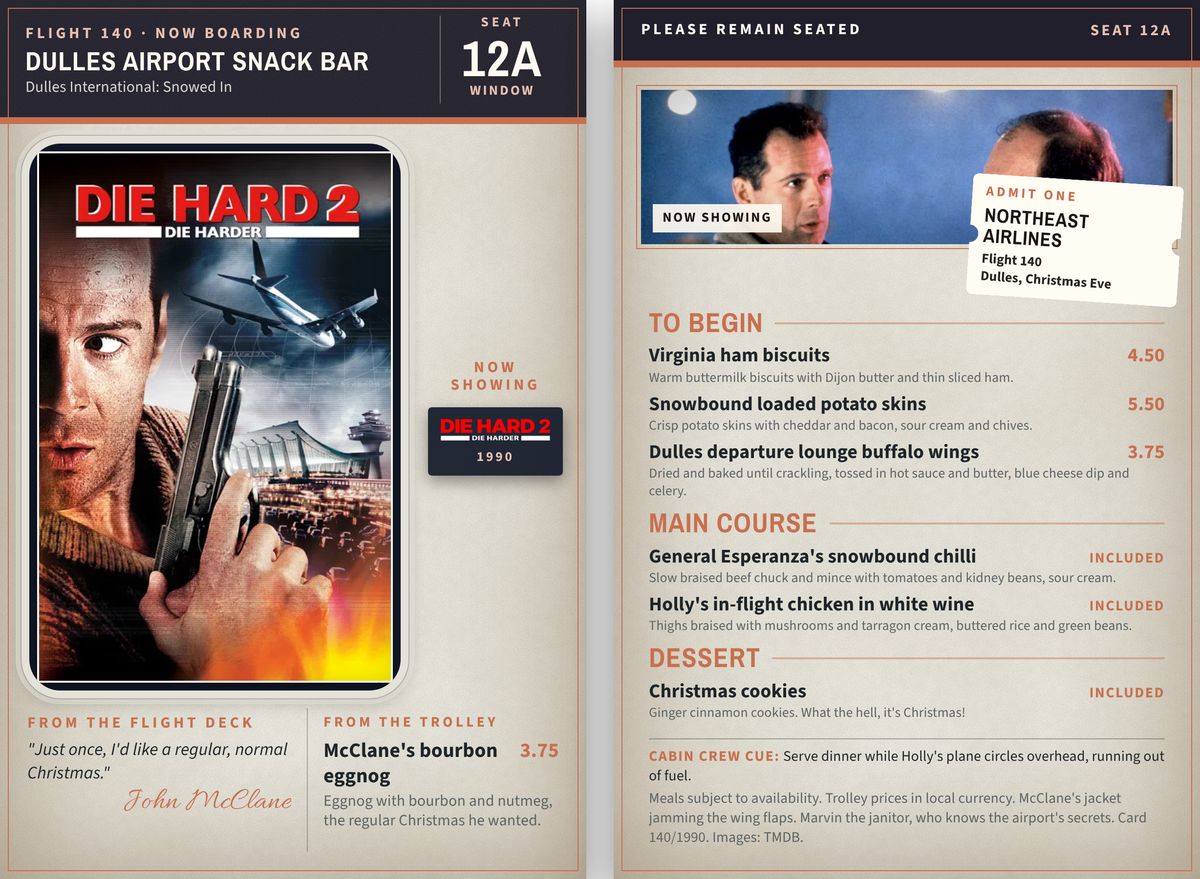 FLIGHT 140 · NOW BOARDING
DULLES AIRPORT SNACK BAR
Dulles International: Snowed In
SEAT
12A
WINDOW
DIE HARD 2
DIE HARDER
NOW
SHOWING
DIE HARD 2
DIE HARDER
1990
FROM THE FLIGHT DECK
"Just once, I'd like a regular, normal
Christmas."
John McClane
FROM THE TROLLEY
McClane's bourbon 3.75
eggnog
Eggnog with bourbon and nutmeg,
the regular Christmas he wanted.
PLEASE REMAIN SEATED
SEAT 12A
NOW SHOWING
ADMIT ONE
NORTHEAST
AIRLINES
Flight 140
Dulles, Christmas Eve
TO BEGIN
Virginia ham biscuits 4.50
Warm buttermilk biscuits with Dijon butter and thin sliced ham.
Snowbound loaded potato skins 5.50
Crisp potato skins with cheddar and bacon, sour cream and chives.
Dulles departure lounge buffalo wings 3.75
Dried and baked until crackling, tossed in hot sauce and butter, blue cheese dip and
celery.
MAIN COURSE
General Esperanza's snowbound chilli INCLUDED
Slow braised beef chuck and mince with tomatoes and kidney beans, sour cream.
Holly's in-flight chicken in white wine INCLUDED
Thighs braised with mushrooms and tarragon cream, buttered rice and green beans.
DESSERT
Christmas cookies INCLUDED
Ginger cinnamon cookies. What the hell, it's Christmas!
CABIN CREW CUE: Serve dinner while Holly's plane circles overhead, running out
of fuel.
Meals subject to availability. Trolley prices in local currency. McClane's jacket
jamming the wing flaps. Marvin the janitor, who knows the airport's secrets. Card
140/1990. Images: TMDB.